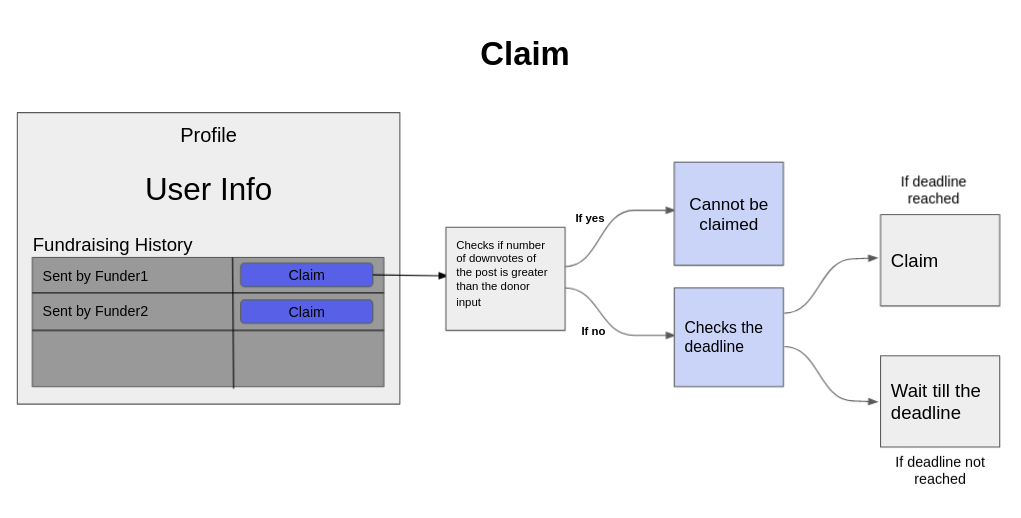 Claim
Profile
User Info
Fundraising History
Sent by Funder1
Claim
Sent by Funder2
Claim
Checks if number
of downvotes of
the post is greater
than the donor
input
If yes
If no
Cannot be
claimed
Checks the
deadline
If deadline
reached
Claim
Wait till the
deadline
If deadline not
reached